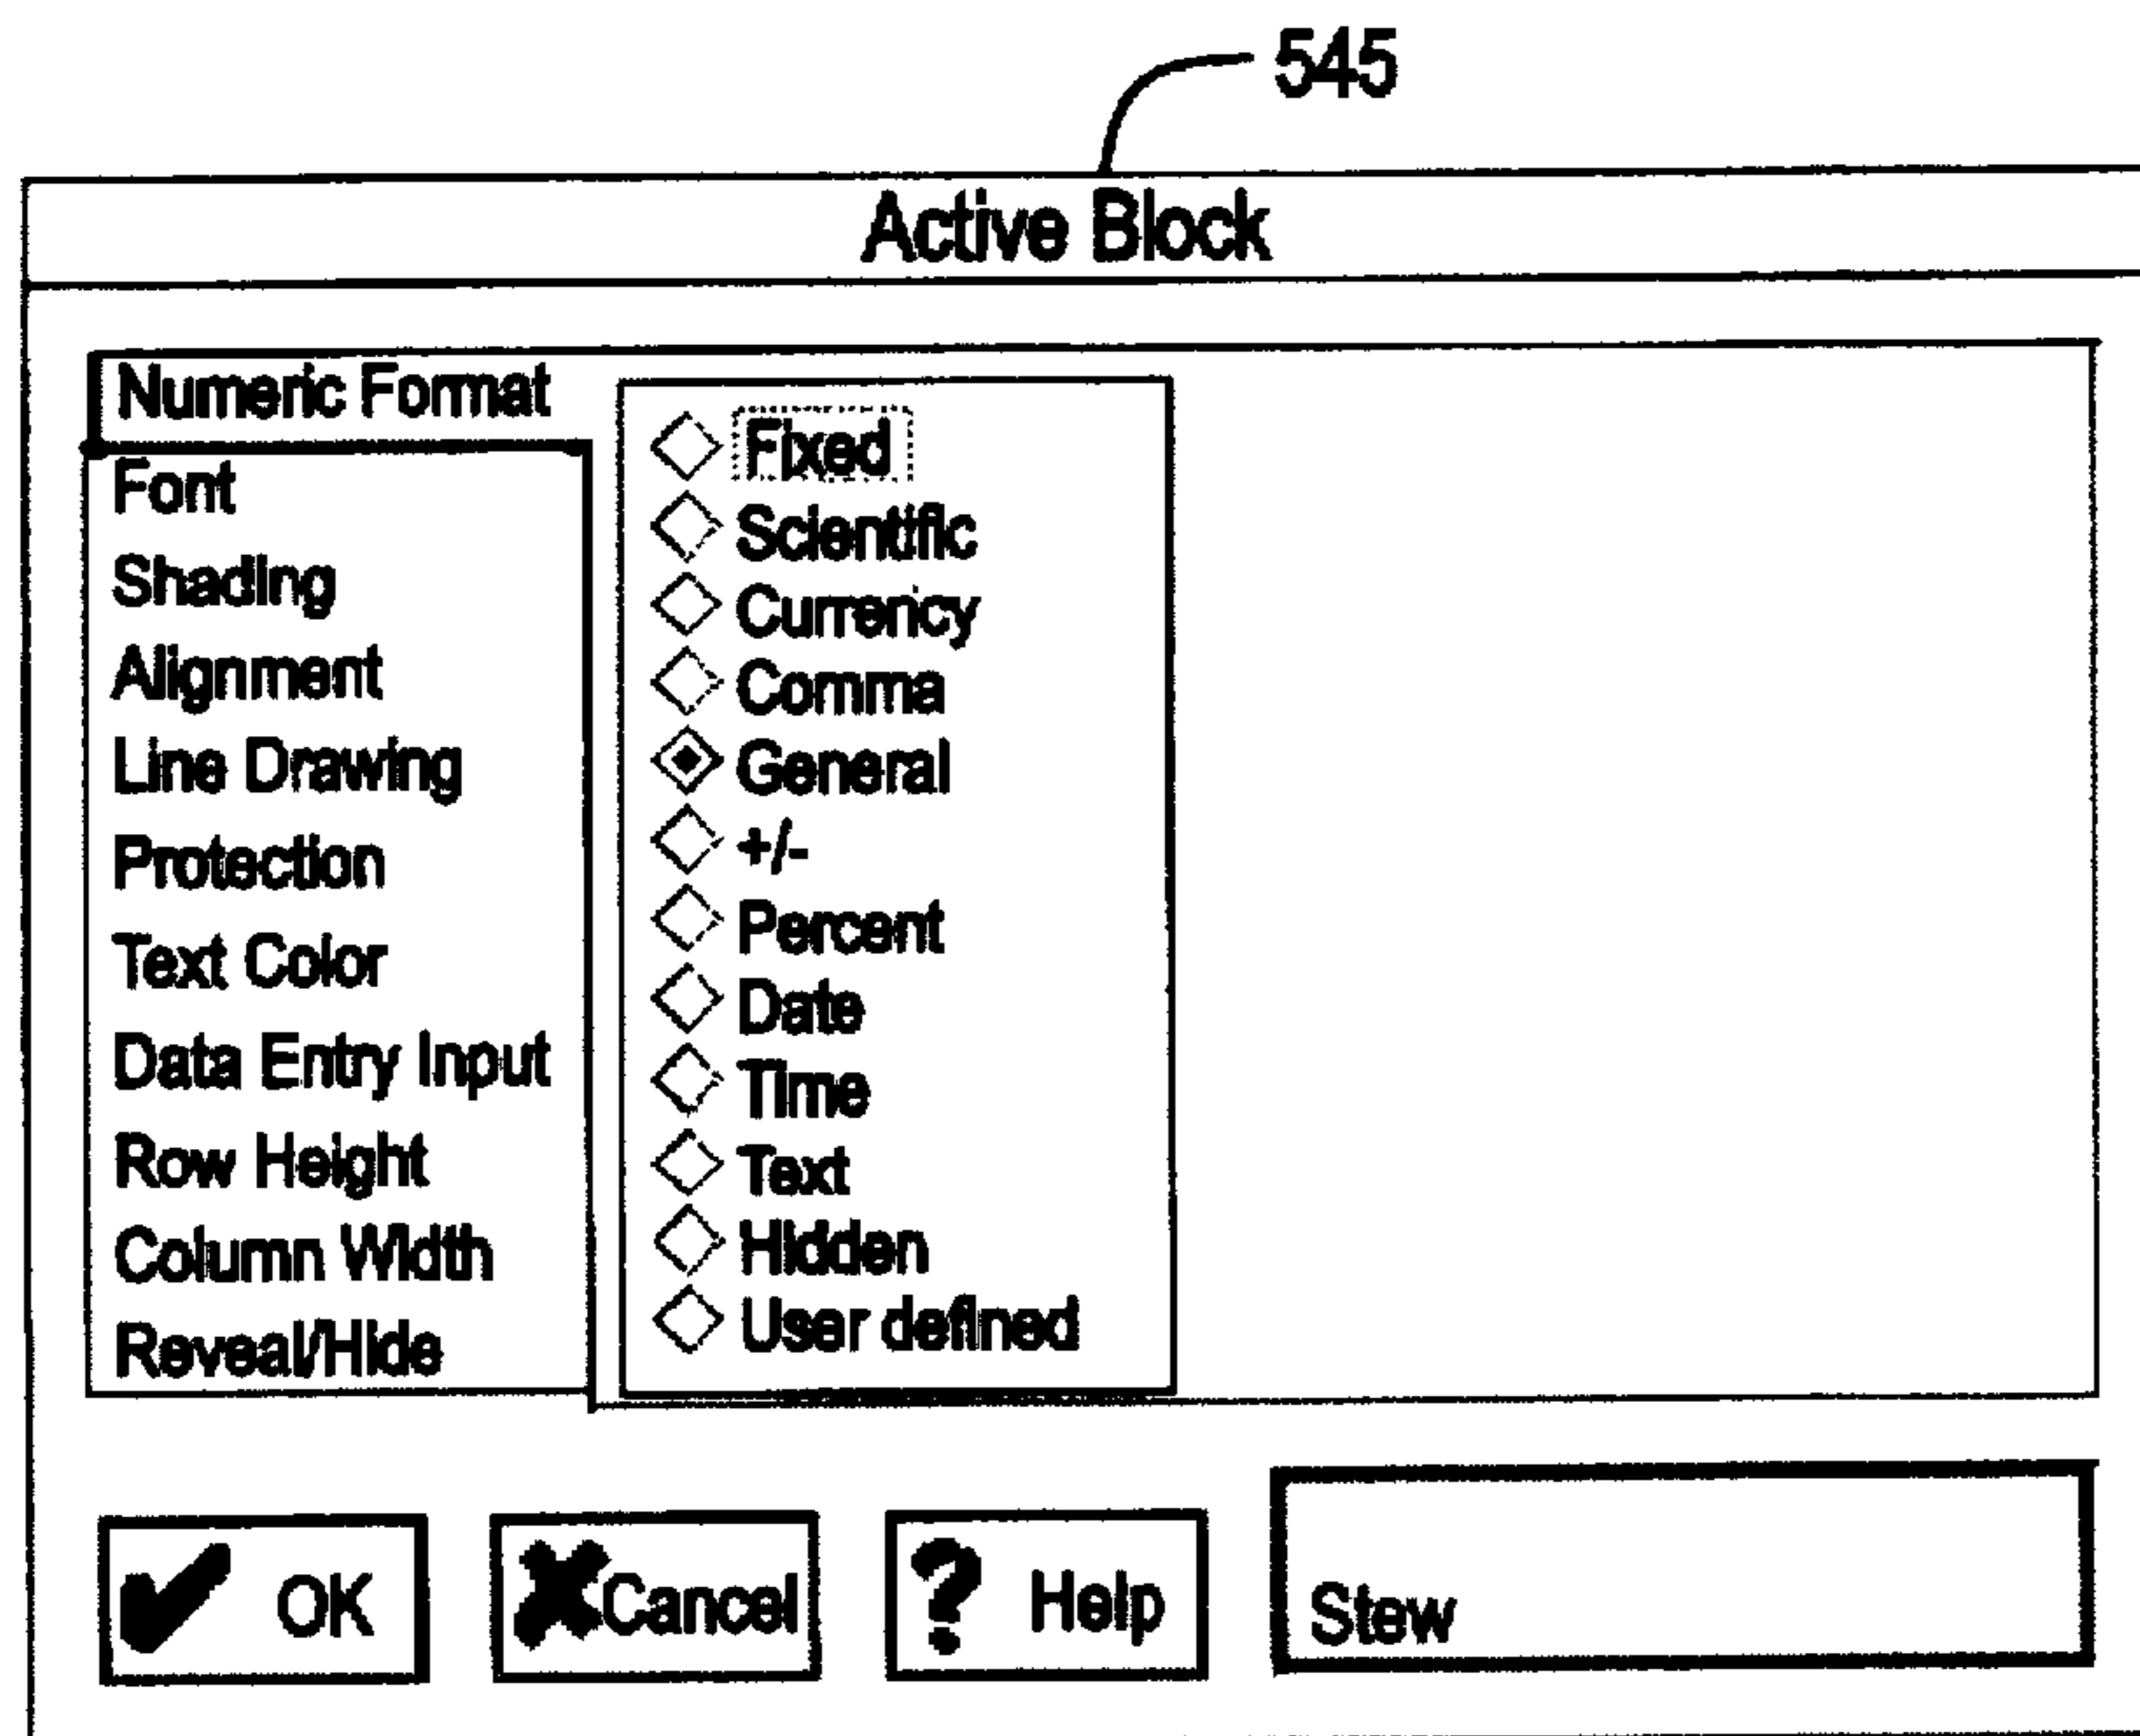 545
Active Block
Numeric Format
Font
Shading
Alignment
Line Drawing
Protection
Text Color
Data Entry Input
Row Height
Column Width
Reveal/Hide
Fixed
Scientific
Currency
Comma
General
+/-
Percent
Date
Time
Text
Hidden
User defined
OK
Cancel
? Help
Stew